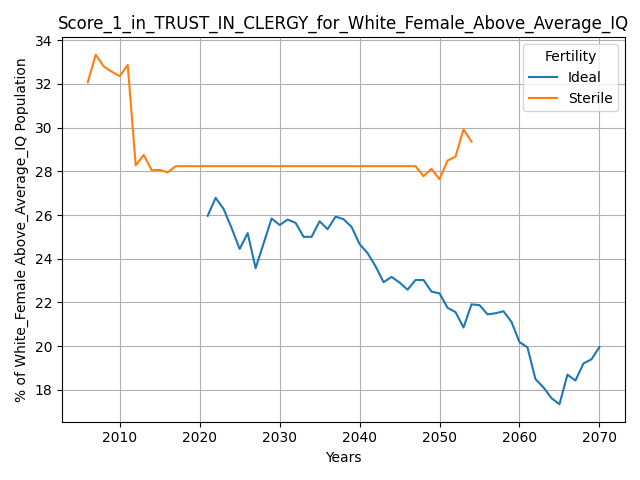 Score_1_in_TRUST_IN_CLERGY_for_White_Female_Above_Average_IQ
% of White_Female Above_Average_IQ Population
34
32
30
28
26
24
22
20
18
Fertility
Ideal
Sterile
2010 2020 2030 2040 2050 2060 2070
Years